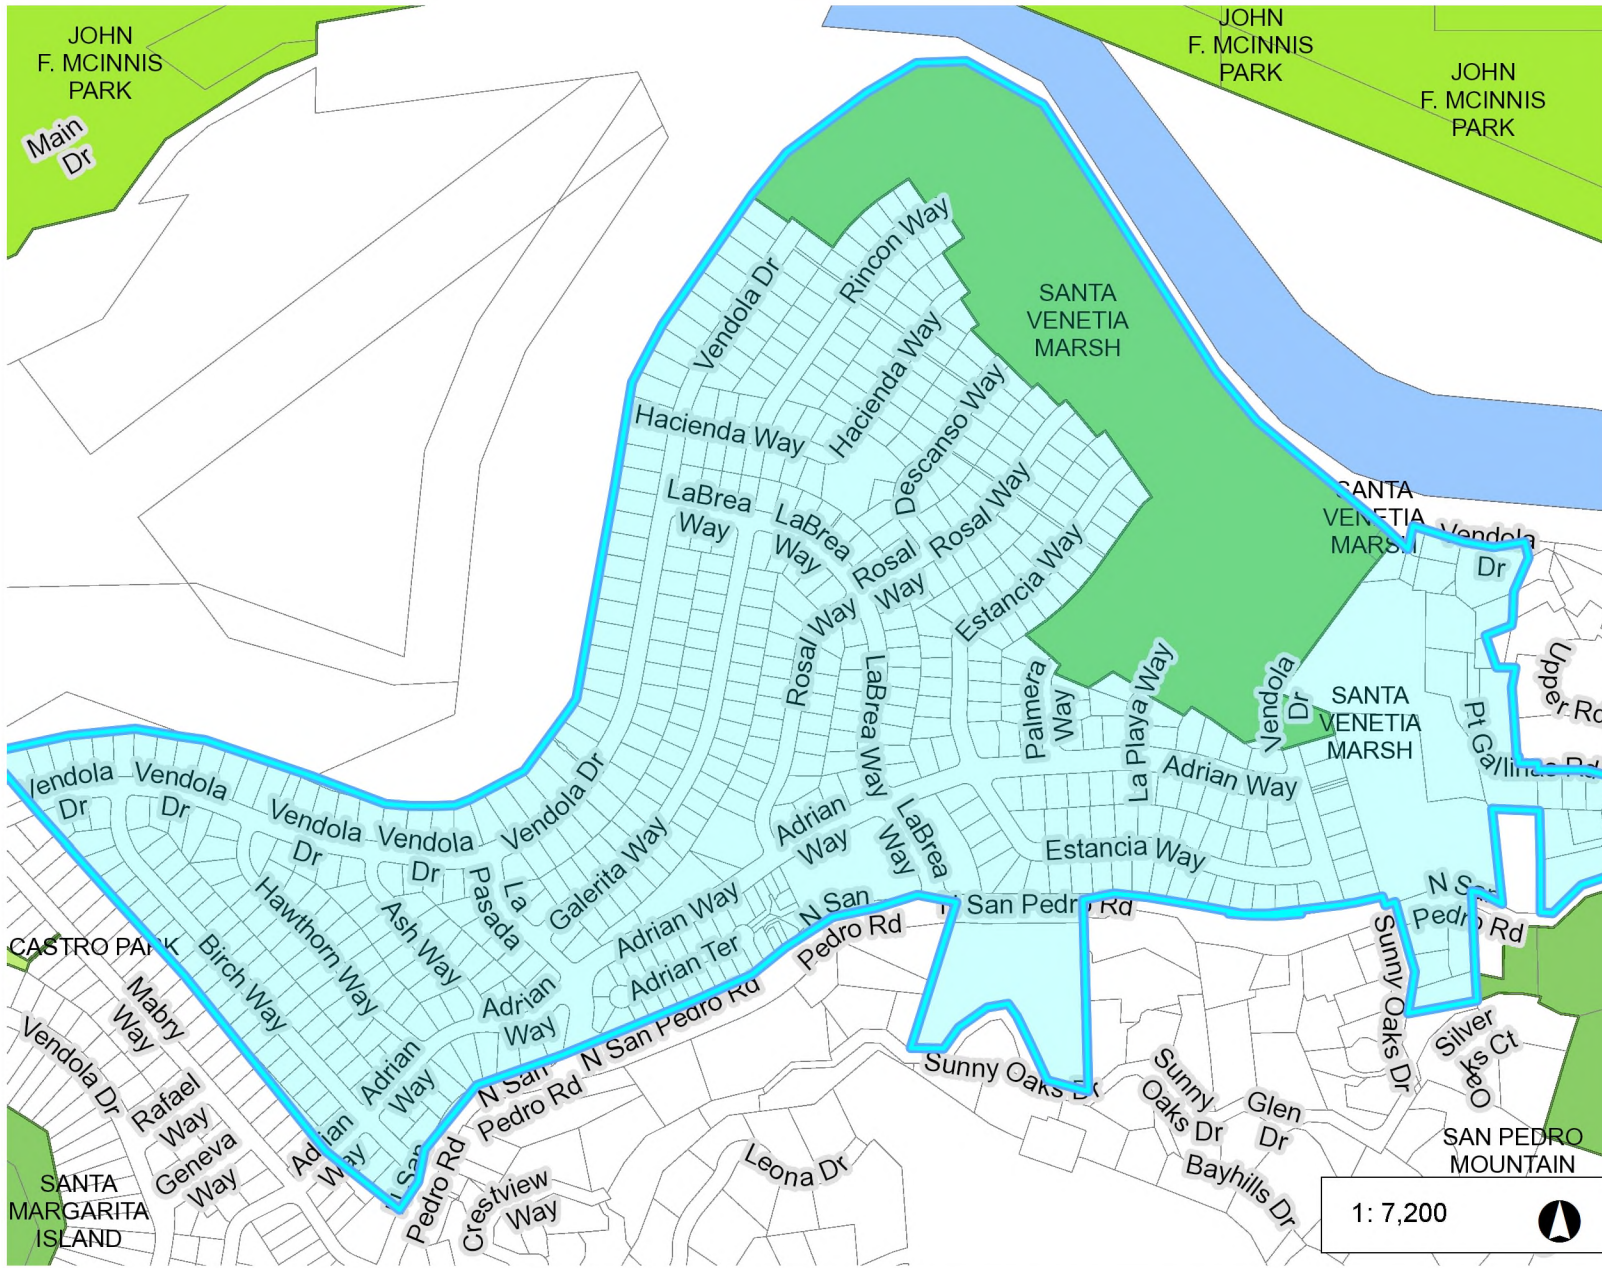 JOHN
F. MCINNIS
PARK
JOHN
F. MCINNIS
PARK
JOHN
F. MCINNIS
PARK
Main
Dr
Rincon Way
Vendola Dr
SANTA
VENETIA
MARSH
Hacienda Way
Hacienda Way
Descanso Way
LaBrea
Way
LaBrea
Way
Rosal Way
Rosal
Way
SANTA
VENETIA
MARSH
Vendola
Dr
Estancia Way
Rosal Way
LaBrea Way
Palmera
Way
La Playa Way
Vendola
Dr
SANTA
VENETIA
MARSH
Upper Rd
Pt Gallinas Rd
Vendola
Dr
Vendola
Dr
Vendola
Dr
Vendola
Dr
Vendola Dr
Adrian Way
Adrian
Way
LaBrea
Way
Estancia Way
La
Pasada
Galerita Way
Adrian Way
N San
Pedro Rd
N San Pedro Rd
N San
Pedro Rd
Hawthorn Way
Ash Way
Adrian Ter
CASTRO PARK
Birch Way
Mabry
Way
Adrian
Way
N San Pedro Rd
Sunny Oaks Dr
Sunny Oaks Dr
Silver
Oaks Ct
Vendola Dr
Rafael
Way
Adrian
Way
N San
Pedro Rd
Sunny
Oaks Dr
Glen
Dr
Geneva
Way
Adrian
Way
N San
Pedro Rd
Leona Dr
Bayhills Dr
SAN PEDRO
MOUNTAIN
SANTA
MARGARITA
ISLAND
Crestview
Way
1: 7,200